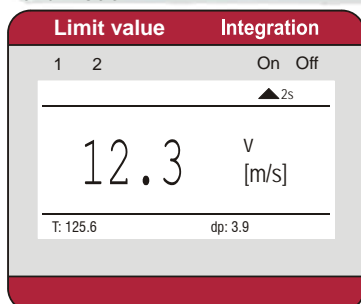 Limit value Integration
1 2 On Off
2s
12.3 v
[m/s]
T: 125.6 dp: 3.9